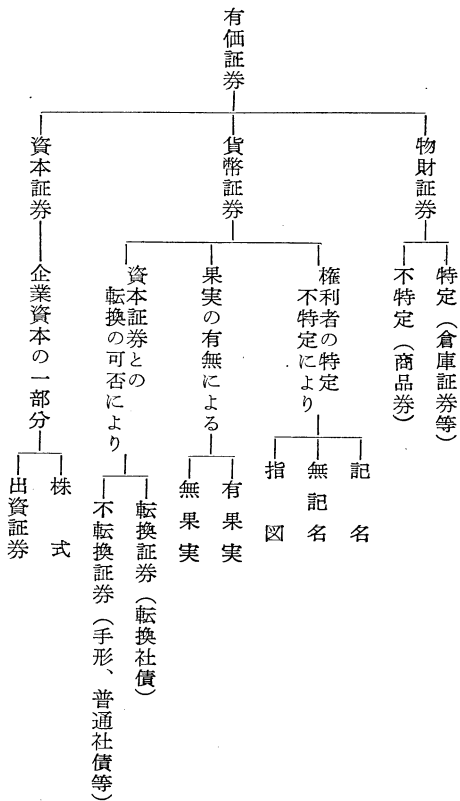 有価証券
物財証券
特定（倉庫証券等）
不特定（商品券）
貨幣証券
権利者の特定
不特定により
記名
無記名
指図
果実の有無による
有果実
無果実
資本証券との
転換の可否により
転換証券（転換社債）
不転換証券（手形、普通社債等）
資本証券
企業資本の一部分
株式
出資証券